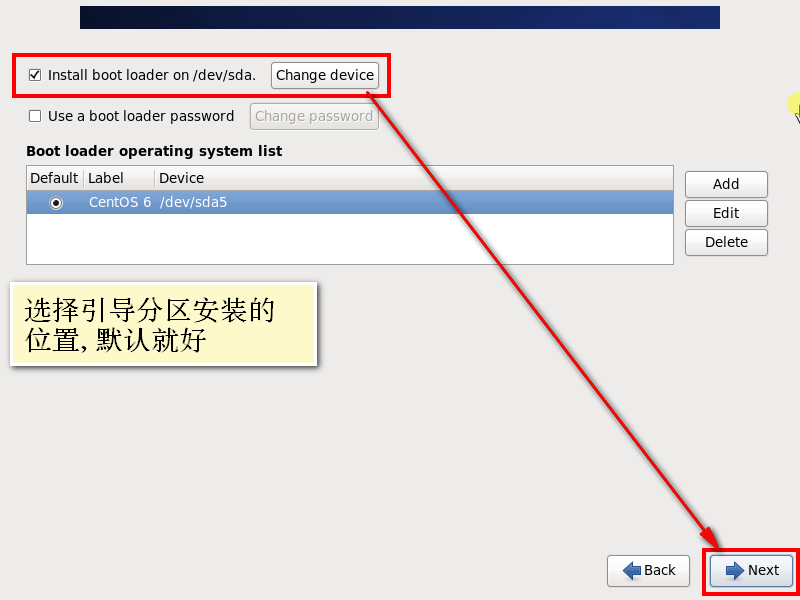 Install boot loader on /dev/sda. Change device
Use a boot loader password Change password
Boot loader operating system list
Default Label Device
CentOS 6 /dev/sda5
Add
Edit
Delete
选择引导分区安装的
位置,默认就好
Back Next